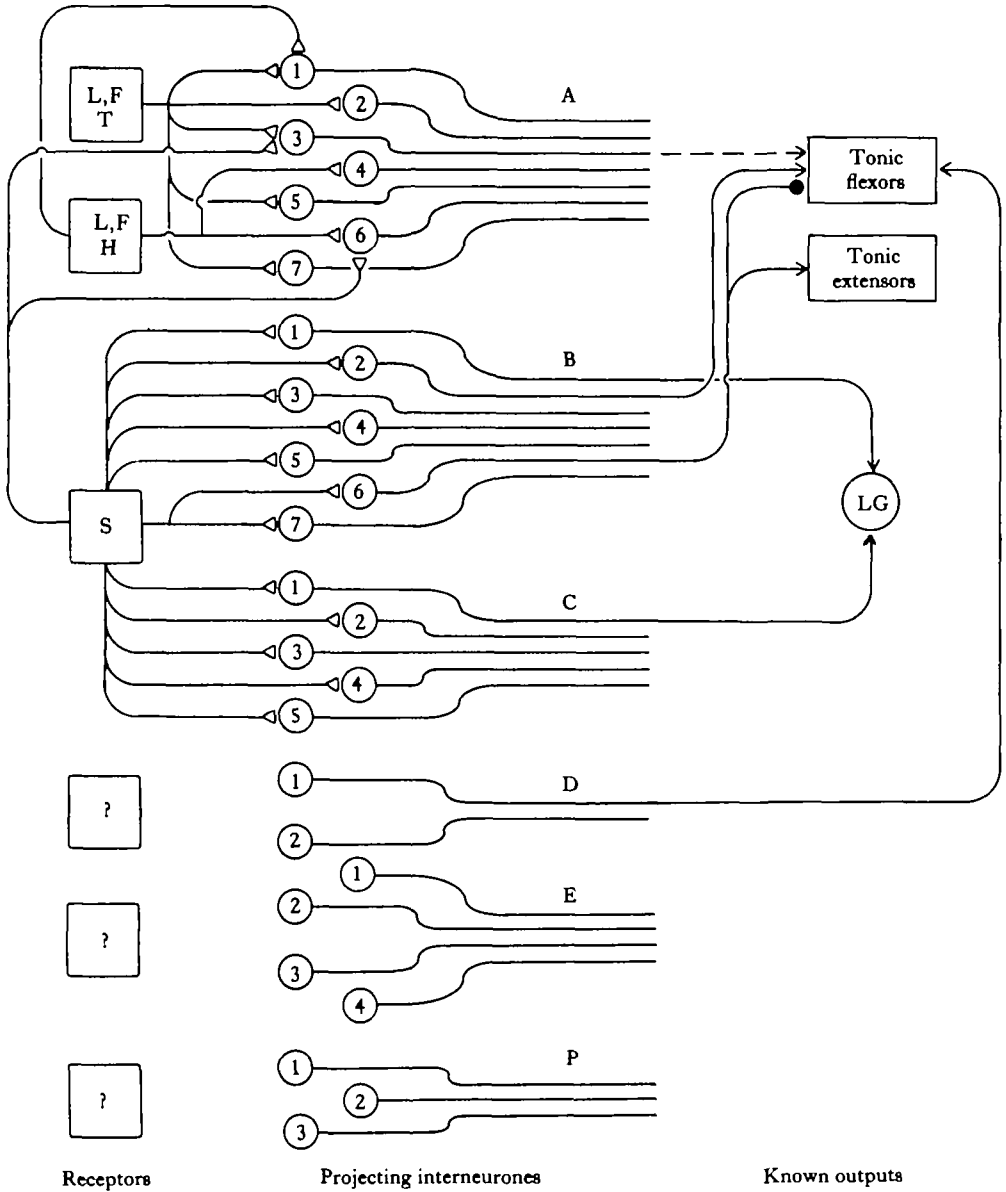 L,F
T
L,F
H
1
2
3
4
5
6
7
A
Tonic
flexors
Tonic
extensors
1
2
3
4
5
6
7
B
S
LG
1
2
3
4
5
C
?
1
2
D
?
1
2
3
4
E
?
1
2
3
P
Receptors
Projecting interneurones
Known outputs